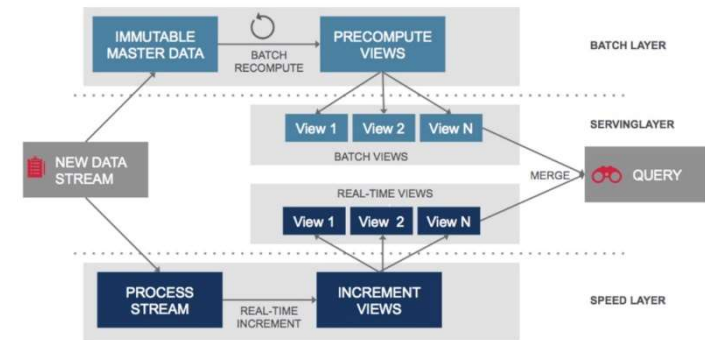 IMMUTABLE
MASTER DATA
BATCH
RECOMPUTE
PRECOMPUTE
VIEWS
BATCH LAYER
View 1
View 2
View N
BATCH VIEWS
SERVINGLAYER
NEW DATA
STREAM
MERGE
QUERY
REAL-TIME VIEWS
View 1
View 2
View N
PROCESS
STREAM
REAL-TIME
INCREMENT
INCREMENT
VIEWS
SPEED LAYER